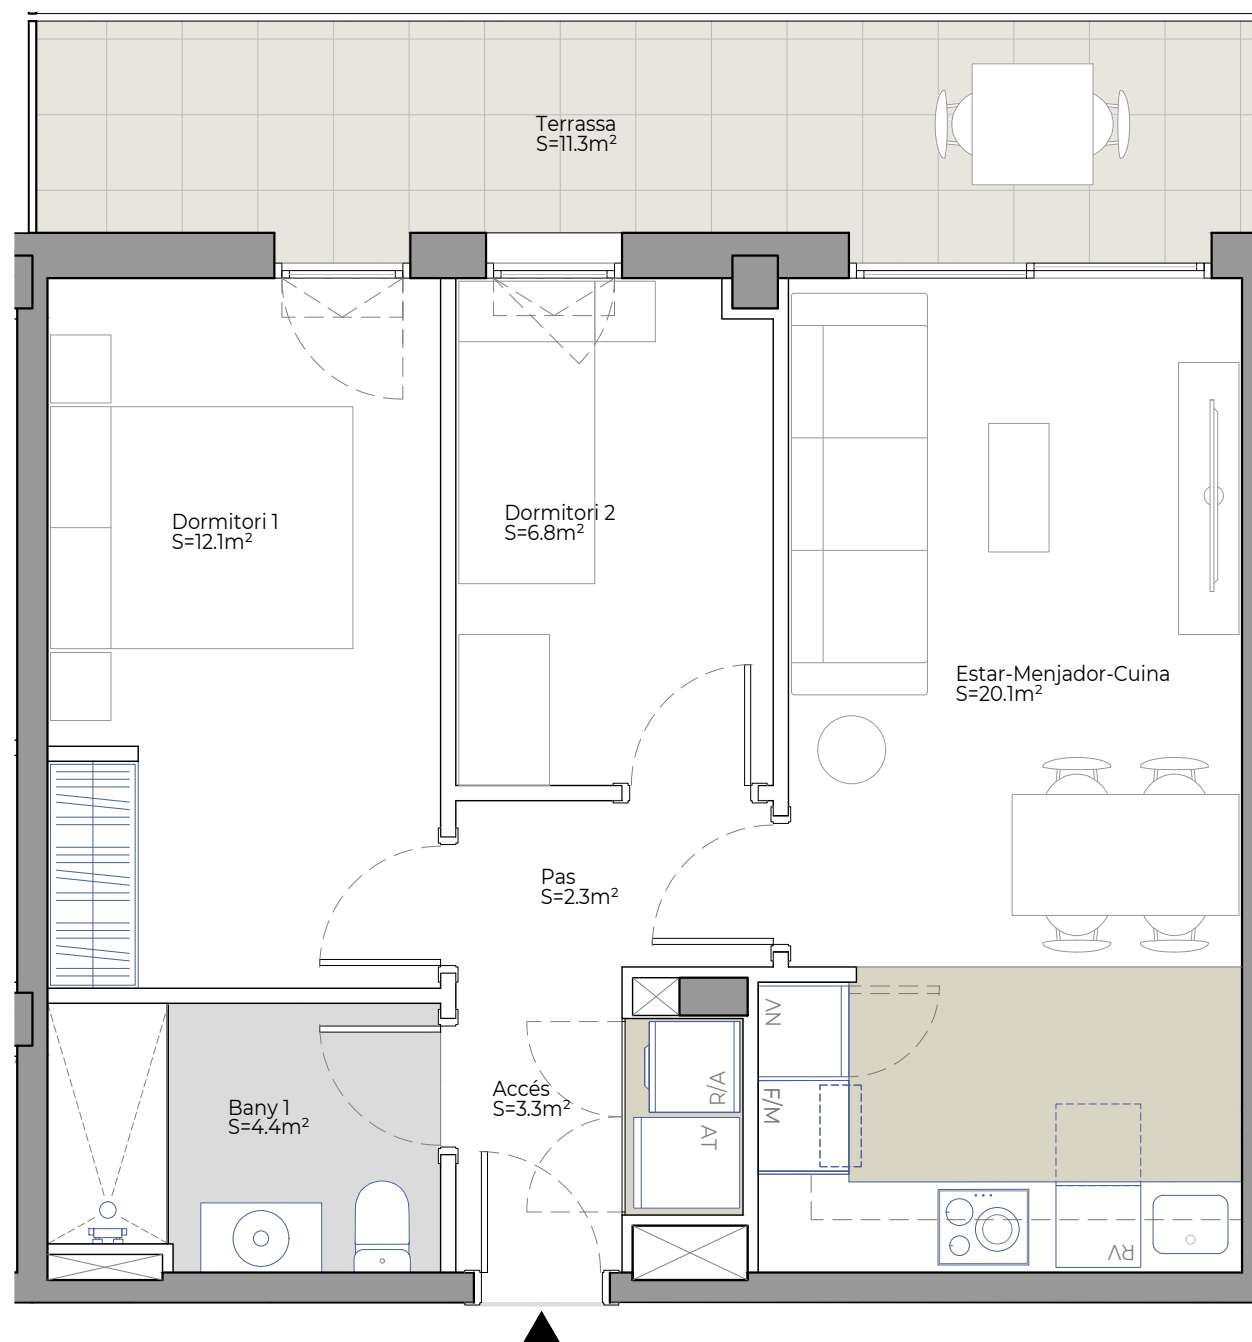 Terrassa
S=11.3m²
Dormitori 1
S=12.1m²
Dormitori 2
S=6.8m²
Estar-Menjador-Cuina
S=20.1m²
Pas
S=2.3m²
Accés
S=3.3m²
Bany 1
S=4.4m²
R/A
AT
NV
F/M
RV